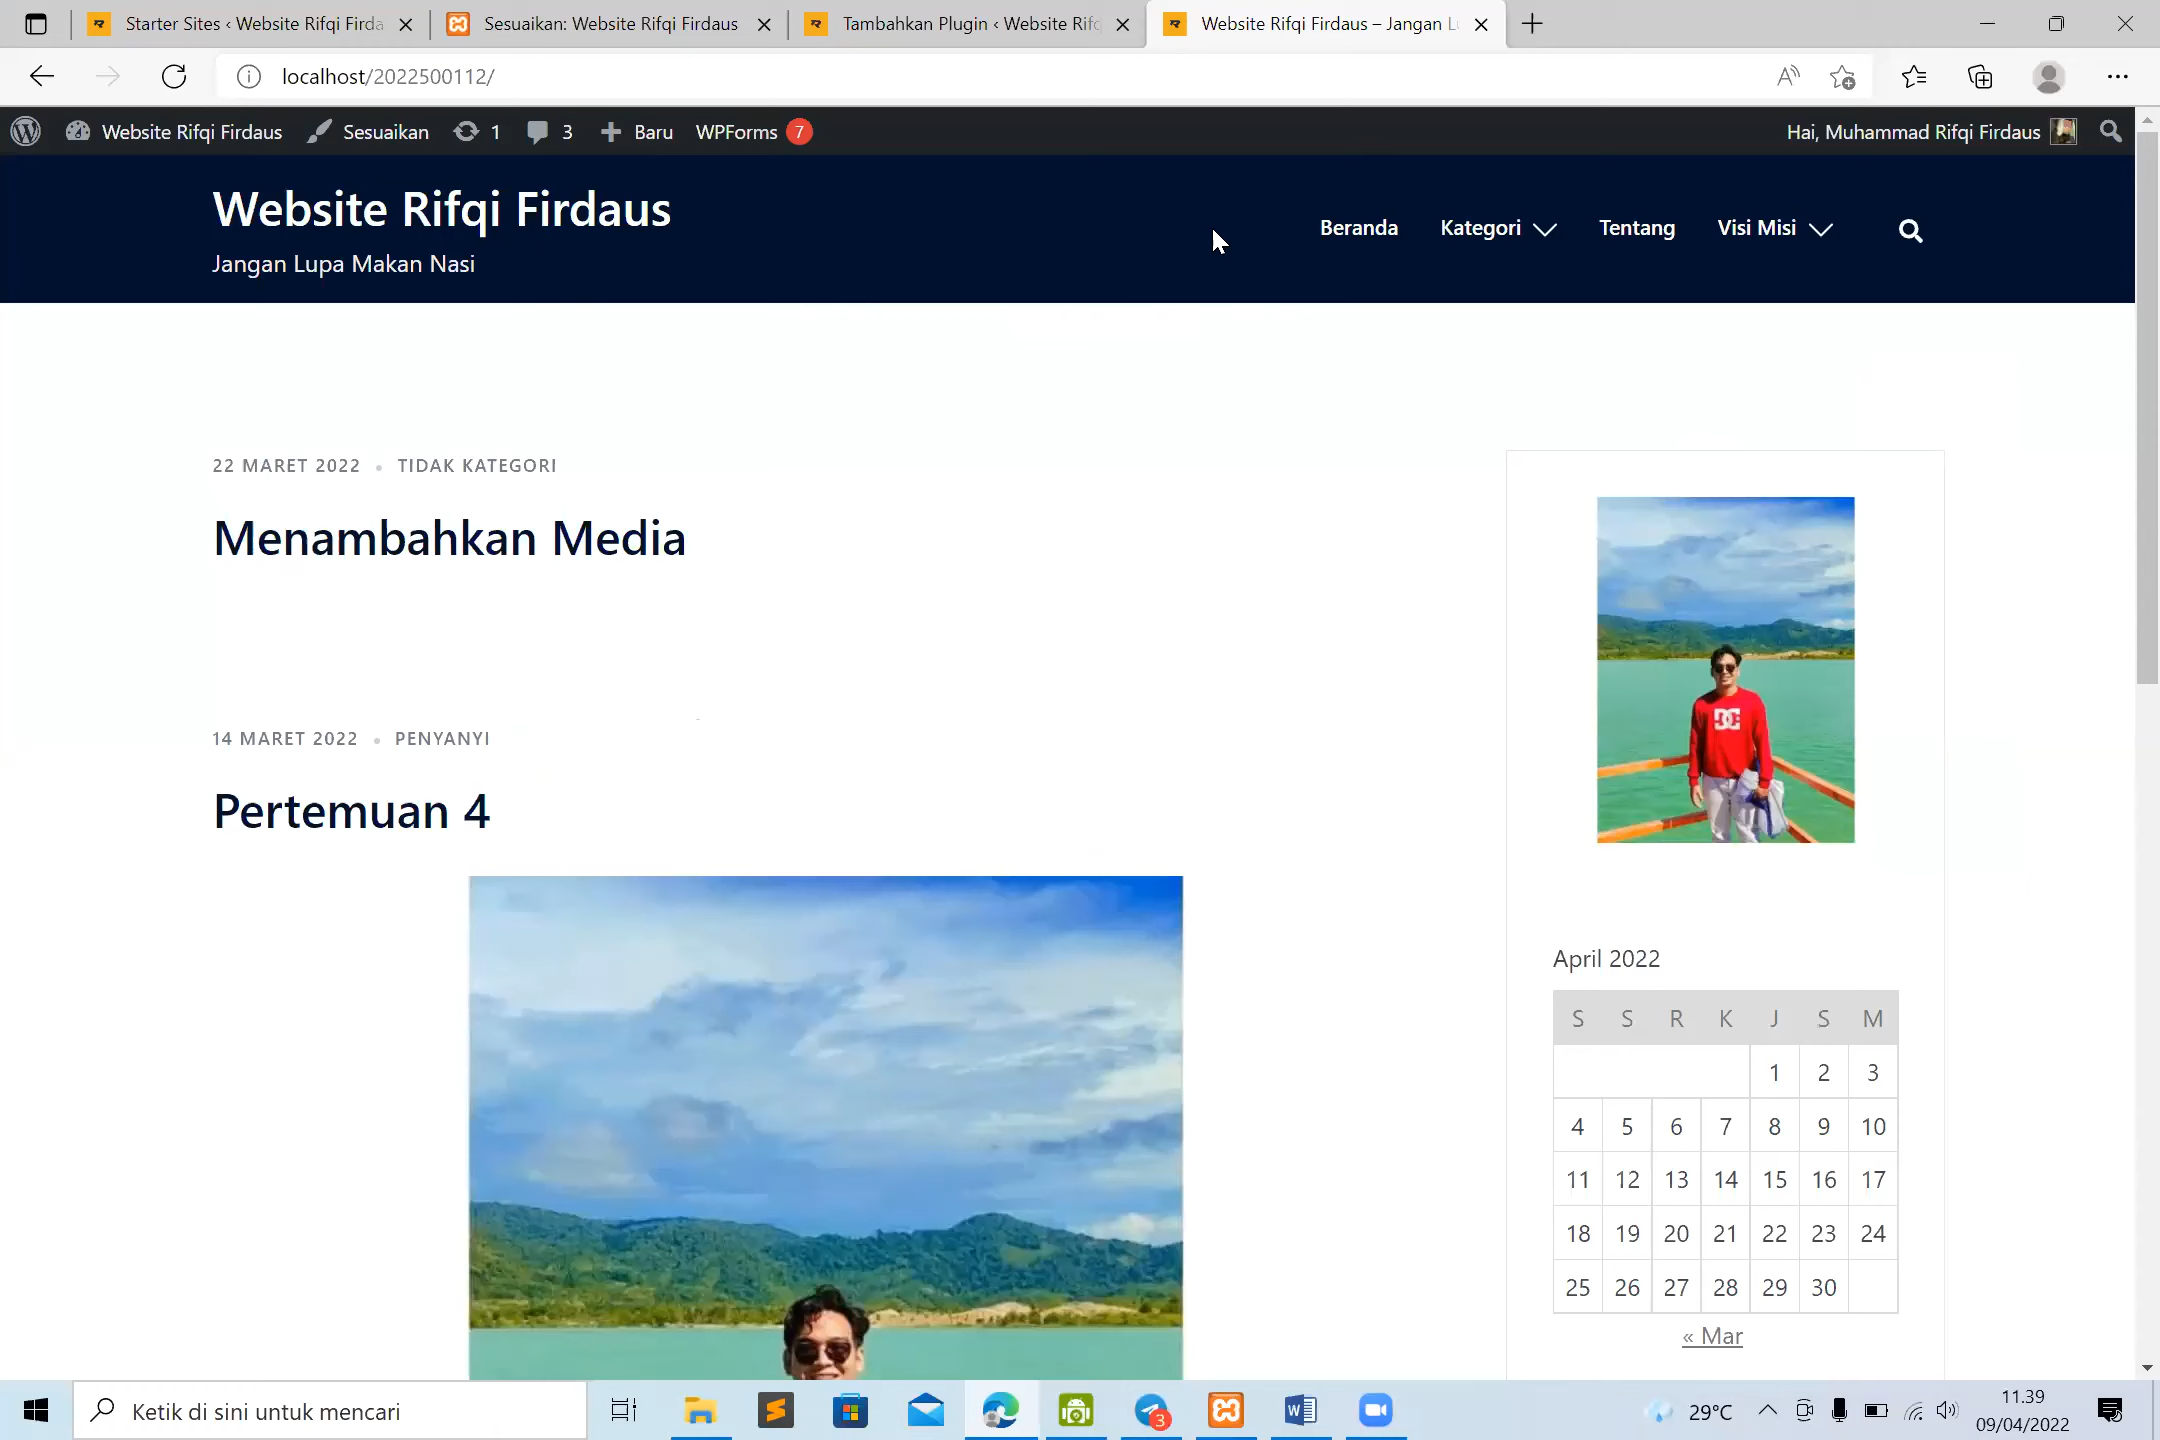 Starter Sites ‹ Website Rifqi Firda
Sesuaikan: Website Rifqi Firdaus
Tambahkan Plugin ‹ Website Rifq
Website Rifqi Firdaus – Jangan L
localhost/2022500112/
Website Rifqi Firdaus
Sesuaikan
1
3
Baru
WPForms 7
Hai, Muhammad Rifqi Firdaus
Website Rifqi Firdaus
Jangan Lupa Makan Nasi
Beranda
Kategori
Tentang
Visi Misi
22 MARET 2022 • TIDAK KATEGORI
Menambahkan Media
14 MARET 2022 • PENYANYI
Pertemuan 4
DC
April 2022
S S R K J S M
1 2 3
4 5 6 7 8 9 10
11 12 13 14 15 16 17
18 19 20 21 22 23 24
25 26 27 28 29 30
« Mar
Ketik di sini untuk mencari
3
29°C
11.39
09/04/2022